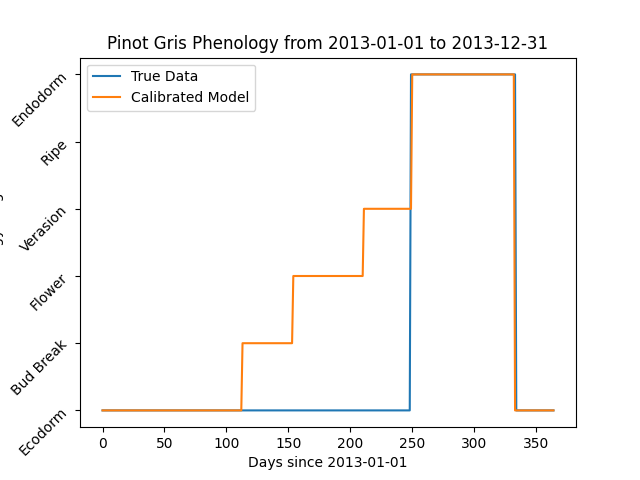 Pinot Gris Phenology from 2013-01-01 to 2013-12-31
True Data
Calibrated Model
Endodorm
Ripe
Verasion
Flower
Bud Break
Ecodorm
0 50 100 150 200 250 300 350
Days since 2013-01-01